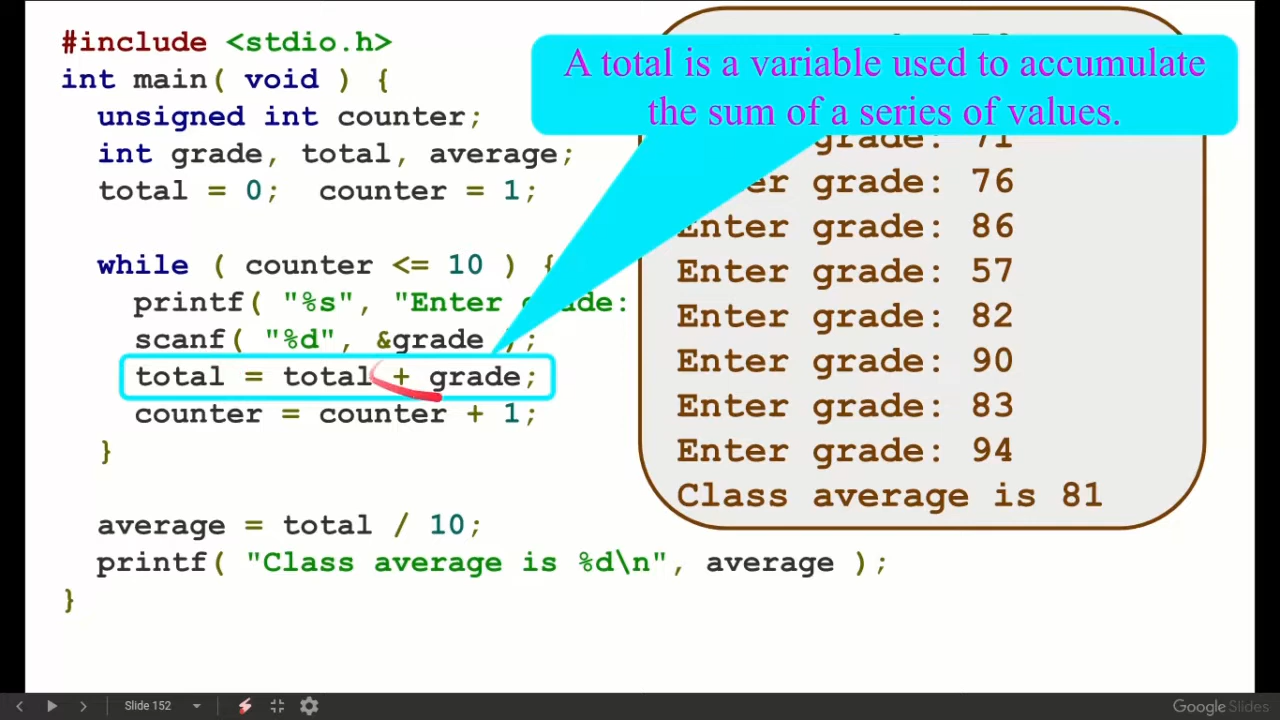 #include <stdio.h>
int main( void ) {
unsigned int counter;
int grade, total, average;
total = 0; counter = 1;
while ( counter <= 10 ) {
printf( "%s", "Enter grade:
scanf( "%d", &grade );
total = total + grade;
counter = counter + 1;
}
average = total / 10;
printf( "Class average is %d\n", average );
}
A total is a variable used to accumulate
the sum of a series of values.
grade: 71
Enter grade: 76
Enter grade: 86
Enter grade: 57
Enter grade: 82
Enter grade: 90
Enter grade: 83
Enter grade: 94
Class average is 81
Slide 152
Google Slides